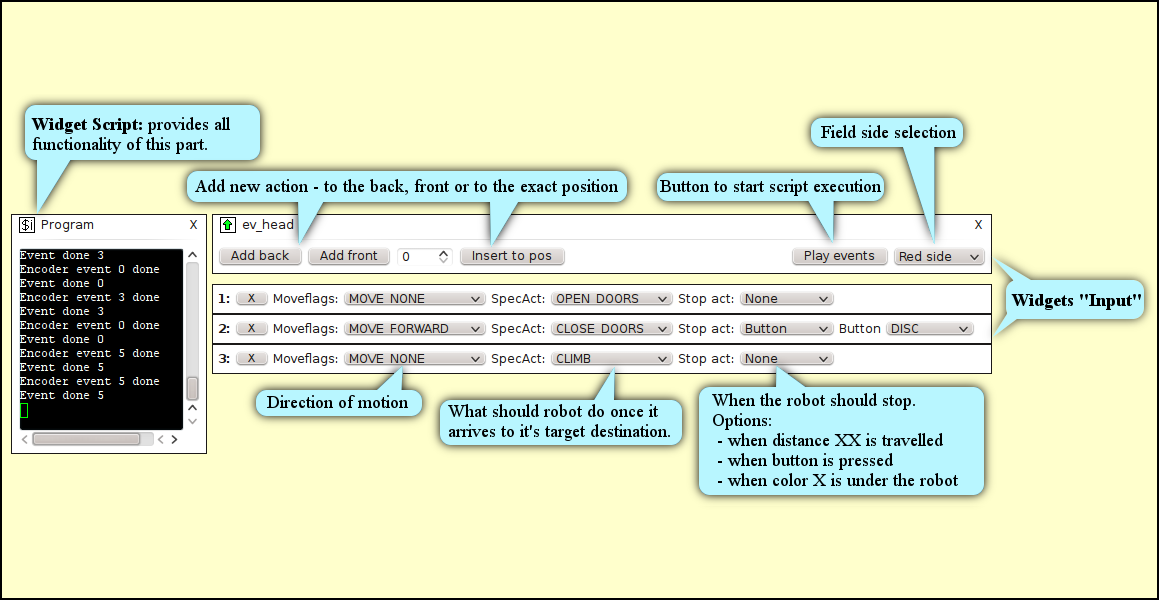 Widget Script: provides all
functionality of this part.
Field side selection
Add new action - to the back, front or to the exact position
Button to start script execution
$i Program X
ev_head X
Add back Add front 0 Insert to pos Play events Red side
Event done 3
Encoder event 0 done
Event done 0
Encoder event 3 done
Event done 3
Encoder event 0 done
Event done 0
Encoder event 5 done
Event done 5
Encoder event 5 done
Event done 5
1: X Moveflags: MOVE_NONE SpecAct: OPEN_DOORS Stop act: None
2: X Moveflags: MOVE_FORWARD SpecAct: CLOSE_DOORS Stop act: Button Button DISC
3: X Moveflags: MOVE_NONE SpecAct: CLIMB Stop act: None
Widgets "Input"
Direction of motion
What should robot do once it
arrives to it's target destination.
When the robot should stop.
Options:
- when distance XX is travelled
- when button is pressed
- when color X is under the robot